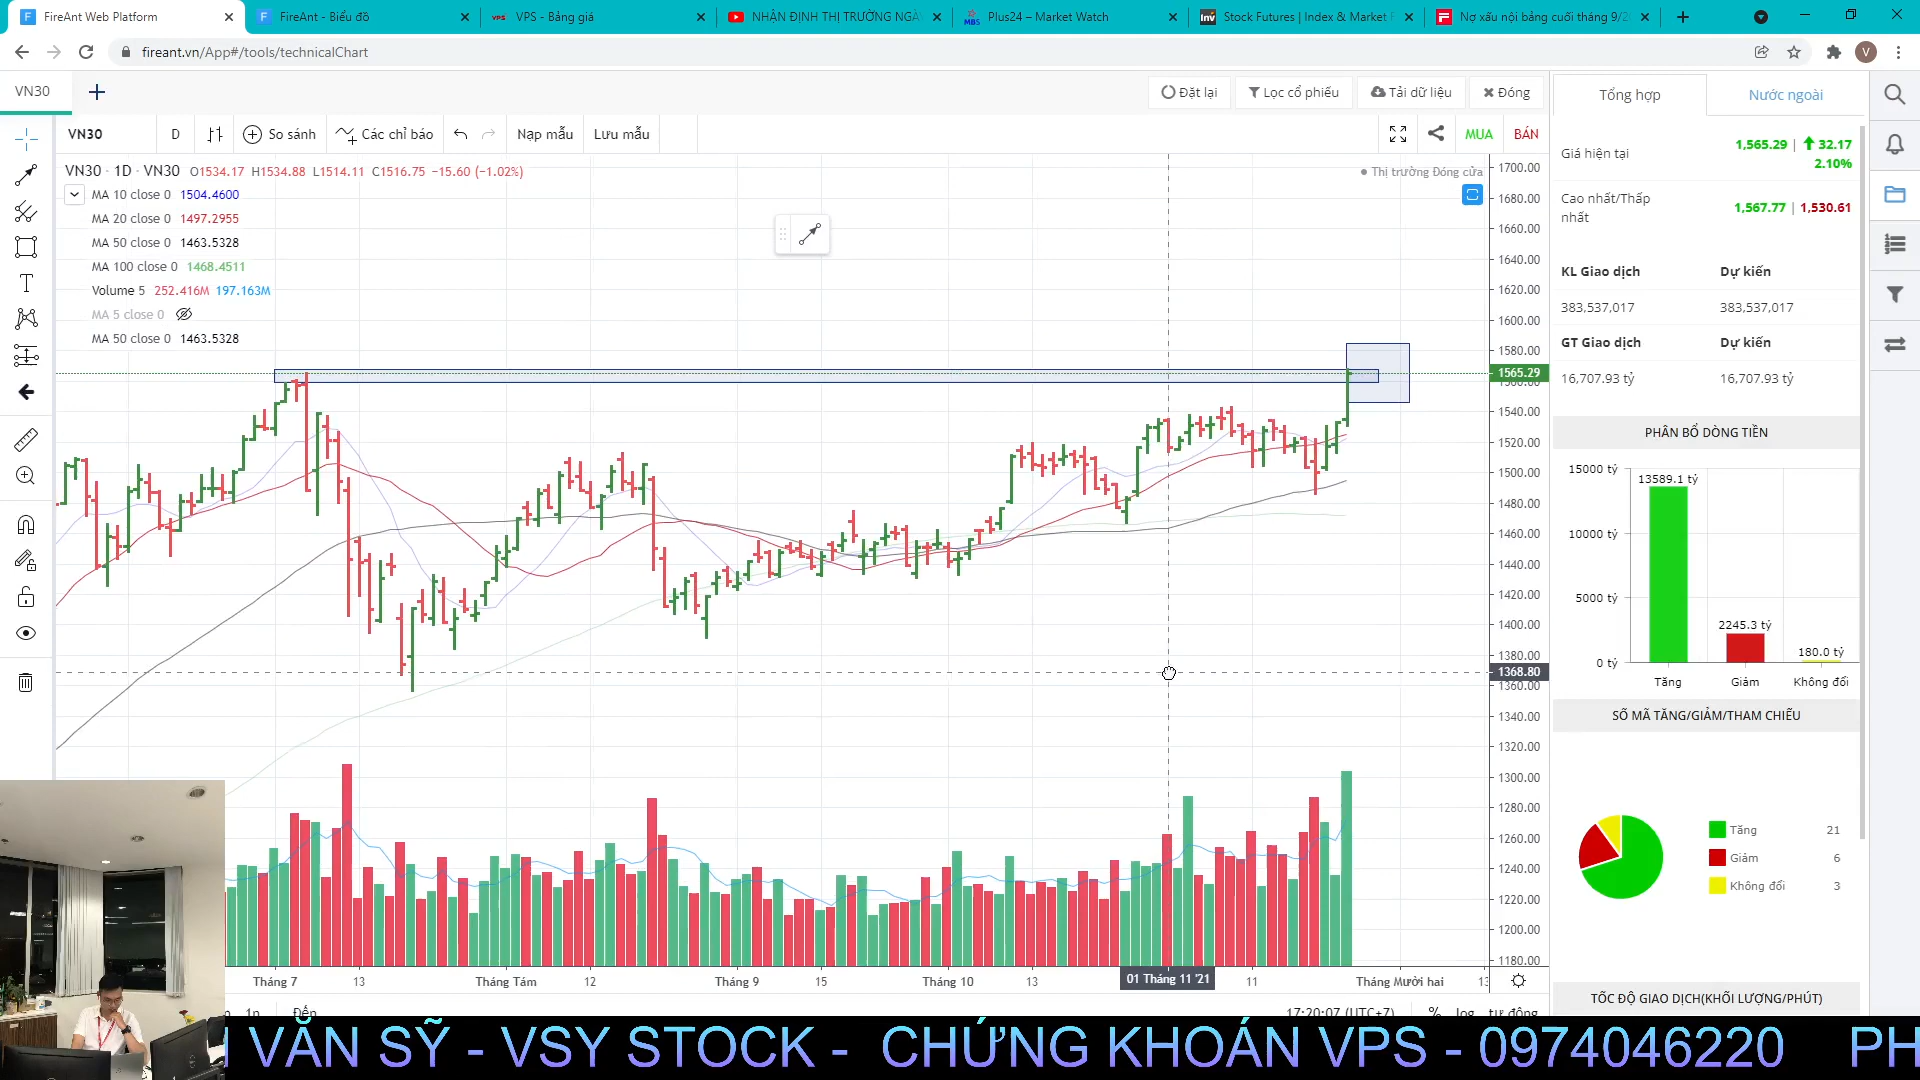 FireAnt Web Platform
FireAnt - Biểu đồ
VPS - Bảng giá
NHẬN ĐỊNH THỊ TRƯỜNG NGÀ
Plus24 – Market Watch
Stock Futures | Index & Market F
Nợ xấu nội bảng cuối tháng 9/2
fireant.vn/App#/tools/technicalChart
V
VN30
Đặt lại
Lọc cổ phiếu
Tải dữ liệu
Đóng
Tổng hợp
Nước ngoài
VN30
D
So sánh
Các chỉ báo
Nạp mẫu
Lưu mẫu
MUA
BÁN
VN30 · 1D · VN30 O1534.17 H1534.88 L1514.11 C1516.75 −15.60 (−1.02%)
Thị trường Đóng cửa
MA 10 close 0 1504.4600
MA 20 close 0 1497.2955
MA 50 close 0 1463.5328
MA 100 close 0 1468.4511
Volume 5 252.416M 197.163M
MA 5 close 0
MA 50 close 0 1463.5328
1700.00
1680.00
1660.00
1640.00
1620.00
1600.00
1580.00
1565.29
1540.00
1520.00
1500.00
1480.00
1460.00
1440.00
1420.00
1400.00
1380.00
1368.80
1360.00
1340.00
1320.00
1300.00
1280.00
1260.00
1240.00
1220.00
1200.00
1180.00
Tháng 7
13
Tháng Tám
12
Tháng 9
15
Tháng 10
13
01 Tháng 11 '21
11
Tháng Mười hai
13
1n
Đến
17:20:07 (UTC+7)
%
log
tự động
Giá hiện tại
1,565.29 | 32.17
2.10%
Cao nhất/Thấp nhất
1,567.77 | 1,530.61
KL Giao dịch
Dự kiến
383,537,017
383,537,017
GT Giao dịch
Dự kiến
16,707.93 tỷ
16,707.93 tỷ
PHÂN BỔ DÒNG TIỀN
15000 tỷ
10000 tỷ
5000 tỷ
0 tỷ
13589.1 tỷ
2245.3 tỷ
180.0 tỷ
Tăng
Giảm
Không đổi
SỐ MÃ TĂNG/GIẢM/THAM CHIẾU
Tăng 21
Giảm 6
Không đổi 3
TỐC ĐỘ GIAO DỊCH(KHỐI LƯỢNG/PHÚT)
VĂN SỸ - VSY STOCK - CHỨNG KHOÁN VPS - 0974046220 PH